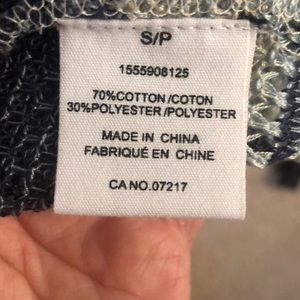 S/P
1555908125
70%COTTON/COTON
30%POLYESTER/POLYESTER
MADE IN CHINA
FABRIQUÉ EN CHINE
CA NO.07217